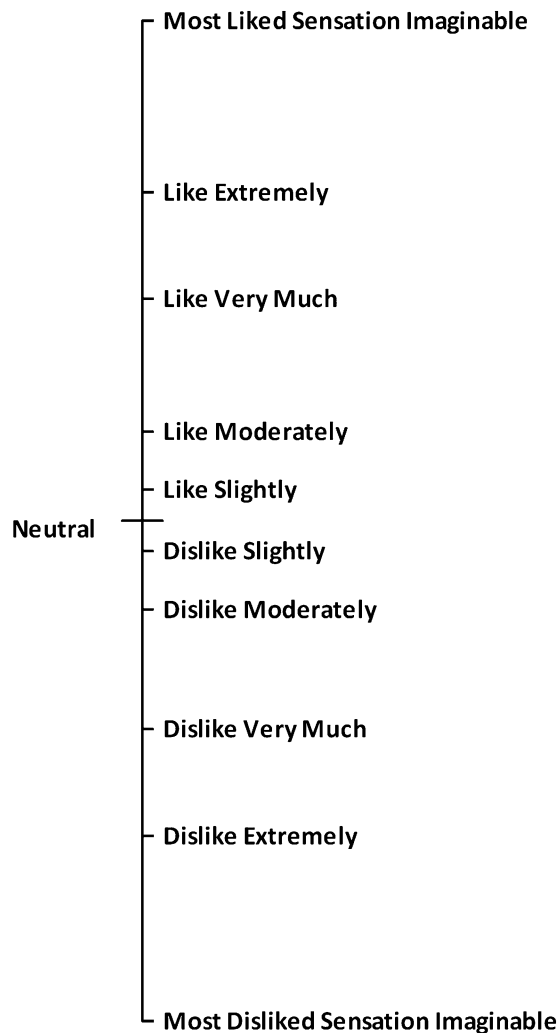 Most Liked Sensation Imaginable
Like Extremely
Like Very Much
Like Moderately
Like Slightly
Neutral
Dislike Slightly
Dislike Moderately
Dislike Very Much
Dislike Extremely
Most Disliked Sensation Imaginable